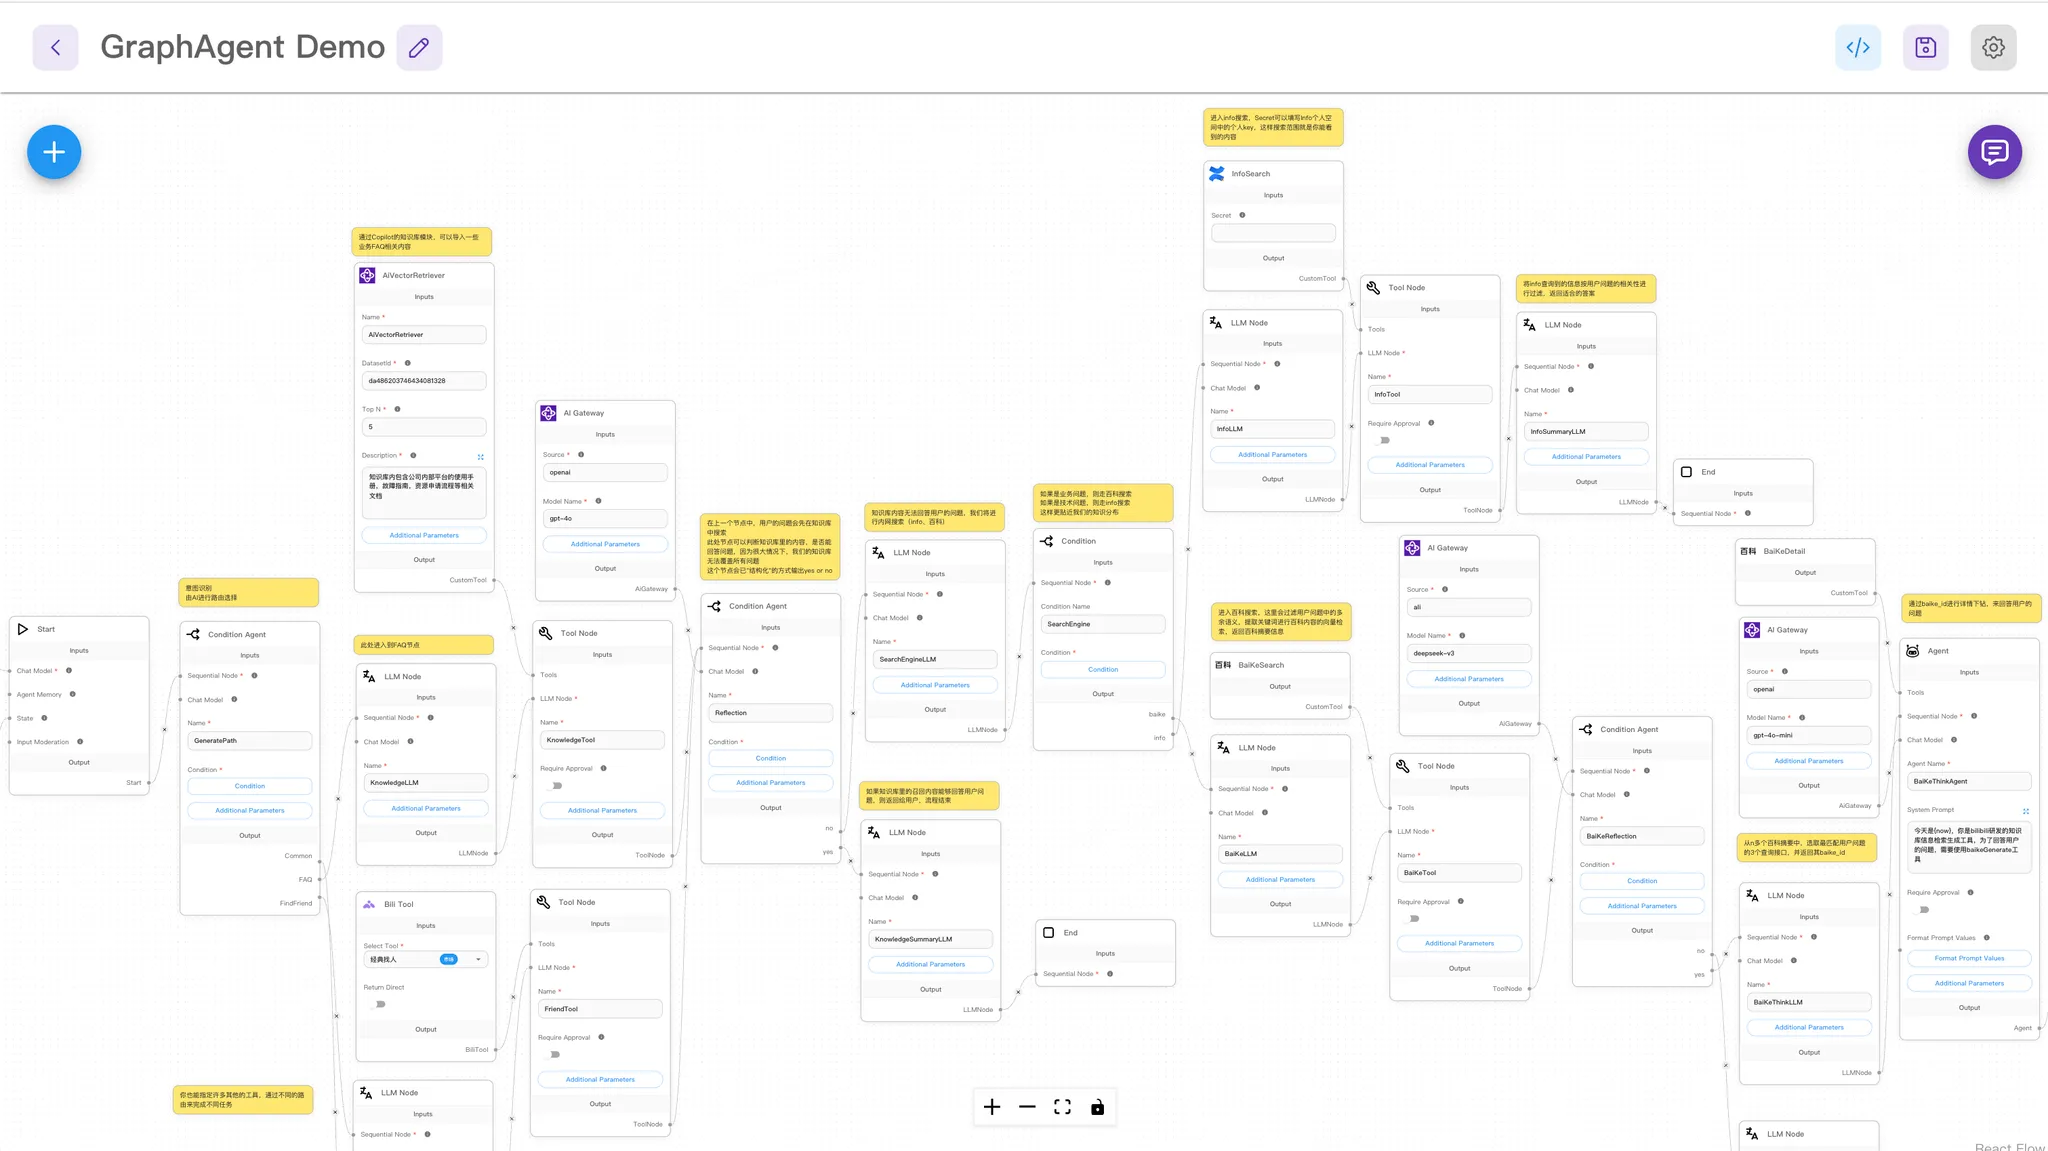 GraphAgent Demo
进入info搜索，Secret可以填写info个人空
间中的个人key，这样搜索范围就是你能看
到的内容
InfoSearch
Inputs
Secret
Output
CustomTool
通过Copilot的知识库模块，可以导入一些
业务FAQ相关内容
AiVectorRetriever
Inputs
Name *
AiVectorRetriever
DatasetId *
da486203746434081328
Top N *
5
Description *
知识库内包含公司内部平台的使用手
册，故障指南，资源申请流程等相关
文档
Additional Parameters
Output
CustomTool
AI Gateway
Inputs
Source *
openai
Model Name *
gpt-4o
Additional Parameters
Output
AiGateway
意图识别
由AI进行路由选择
Start
Inputs
Chat Model *
Agent Memory
State
Input Moderation
Output
Start
Condition Agent
Inputs
Sequential Node *
Chat Model
Name *
GeneratePath
Condition *
Condition
Additional Parameters
Output
Common
FAQ
FindFriend
此处进入到FAQ节点
LLM Node
Inputs
Sequential Node *
Chat Model
Name *
KnowledgeLLM
Additional Parameters
Output
LLMNode
Tool Node
Inputs
Tools
LLM Node *
Name *
KnowledgeTool
Require Approval
Additional Parameters
Output
ToolNode
在上一个节点中，用户的问题会先在知识库
中搜索
此处节点可以判断知识库里的内容，是否能
回答问题，因为很大情况下，我们的知识库
无法覆盖所有问题
这个节点会已"结构化"的方式输出yes or no
Condition Agent
Inputs
Sequential Node *
Chat Model
Name *
Reflection
Condition *
Condition
Additional Parameters
Output
no
yes
知识库内容无法回答用户的问题，我们将进
行内网搜索（info、百科）
LLM Node
Inputs
Sequential Node *
Chat Model
Name *
SearchEngineLLM
Additional Parameters
Output
LLMNode
如果是业务问题，则走百科搜索
如果是技术问题，则走info搜索
这样更贴近我们的知识分布
Condition
Inputs
Sequential Node *
Condition Name
SearchEngine
Condition *
Condition
Output
baike
info
LLM Node
Inputs
Sequential Node *
Chat Model
Name *
InfoLLM
Additional Parameters
Output
LLMNode
Tool Node
Inputs
Tools
LLM Node *
Name *
InfoTool
Require Approval
Additional Parameters
Output
ToolNode
将info查询到的信息按用户问题的相关性进
行过滤，返回适合的答案
LLM Node
Inputs
Sequential Node *
Chat Model
Name *
InfoSummaryLLM
Additional Parameters
Output
LLMNode
End
Inputs
Sequential Node *
Bili Tool
Inputs
Select Tool *
经典找人
市场
Return Direct
Output
BiliTool
Tool Node
Inputs
Tools
LLM Node *
Name *
FriendTool
Require Approval
Additional Parameters
Output
ToolNode
你也能指定许多其他的工具，通过不同的路
由来完成不同任务
LLM Node
Inputs
Sequential Node *
如果知识库里的召回内容能够回答用户问
题，则返回给用户，流程结束
LLM Node
Inputs
Sequential Node *
Chat Model
Name *
KnowledgeSummaryLLM
Additional Parameters
Output
LLMNode
End
Inputs
Sequential Node *
进入百科搜索，这里会过滤用户问题中的多
余语义，提取关键词进行百科内容的向量检
索，返回百科摘要信息
百科 BaiKeSearch
Output
CustomTool
LLM Node
Inputs
Sequential Node *
Chat Model
Name *
BaiKeLLM
Additional Parameters
Output
LLMNode
AI Gateway
Inputs
Source *
ali
Model Name *
deepseek-v3
Additional Parameters
Output
AiGateway
Tool Node
Inputs
Tools
LLM Node *
Name *
BaiKeTool
Require Approval
Additional Parameters
Output
ToolNode
Condition Agent
Inputs
Sequential Node *
Chat Model
Name *
BaiKeReflection
Condition *
Condition
Additional Parameters
Output
no
yes
百科 BaiKeDetail
Output
CustomTool
AI Gateway
Inputs
Source *
openai
Model Name *
gpt-4o-mini
Additional Parameters
Output
AiGateway
从n多个百科摘要中，选取最匹配用户问题
的3个查询接口，并返回其baike_id
LLM Node
Inputs
Sequential Node *
Chat Model
Name *
BaiKeThinkLLM
Additional Parameters
Output
LLMNode
LLM Node
通过baike_id进行详情下钻，来回答用户的
问题
Agent
Inputs
Tools
Sequential Node *
Chat Model
Agent Name *
BaiKeThinkAgent
System Prompt
今天是{now}，你是bilibili研发的知识
库信息检索生成工具，为了回答用户
的问题，需要使用baikeGenerate工
具
Require Approval
Format Prompt Values
Format Prompt Values
Additional Parameters
Output
Agent
React Flow